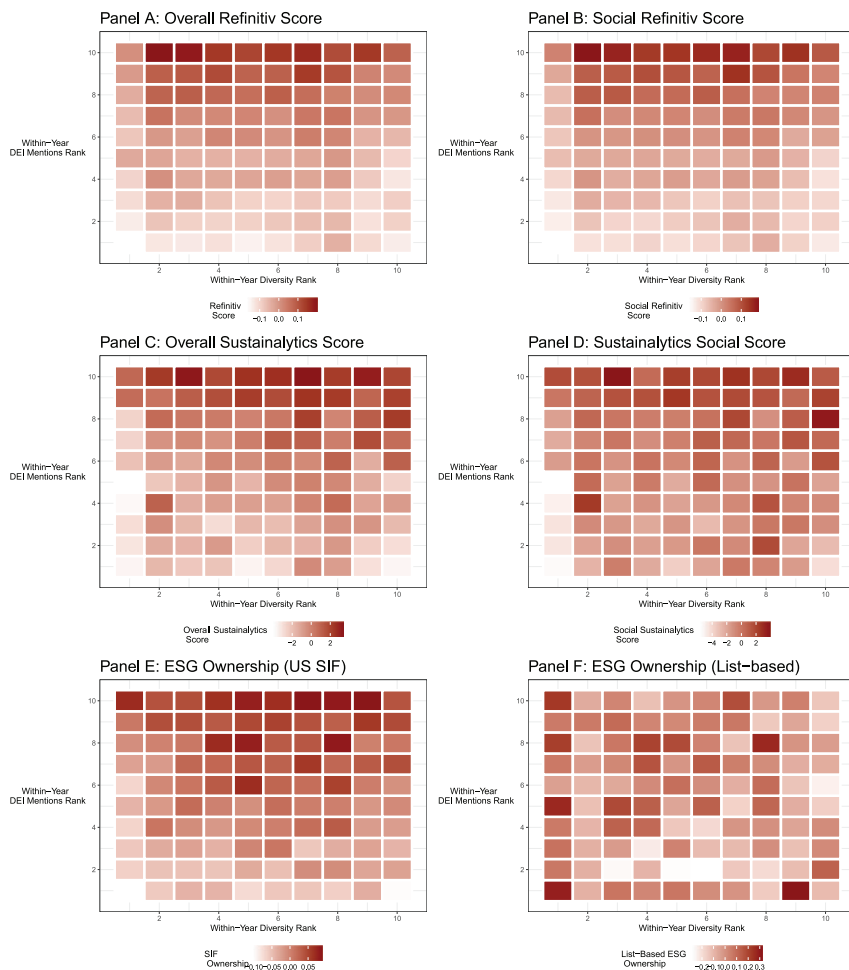 Panel A: Overall Refinitiv Score
10
8
Within−Year
DEI Mentions Rank
6
4
2
2 4 6 8 10
Within−Year Diversity Rank
Refinitiv
Score
−0.1 0.0 0.1
Panel B: Social Refinitiv Score
10
8
Within−Year
DEI Mentions Rank
6
4
2
2 4 6 8 10
Within−Year Diversity Rank
Social Refinitiv
Score
−0.1 0.0 0.1
Panel C: Overall Sustainalytics Score
10
8
Within−Year
DEI Mentions Rank
6
4
2
2 4 6 8 10
Within−Year Diversity Rank
Overall Sustainalytics
Score
−2 0 2
Panel D: Sustainalytics Social Score
10
8
Within−Year
DEI Mentions Rank
6
4
2
2 4 6 8 10
Within−Year Diversity Rank
Social Sustainalytics
Score
−4 −2 0 2
Panel E: ESG Ownership (US SIF)
10
8
Within−Year
DEI Mentions Rank
6
4
2
2 4 6 8 10
Within−Year Diversity Rank
SIF
Ownership
−0.10−0.05 0.00 0.05
Panel F: ESG Ownership (List−based)
10
8
Within−Year
DEI Mentions Rank
6
4
2
2 4 6 8 10
Within−Year Diversity Rank
List−Based ESG
Ownership
−0.2−0.1 0.0 0.1 0.2 0.3